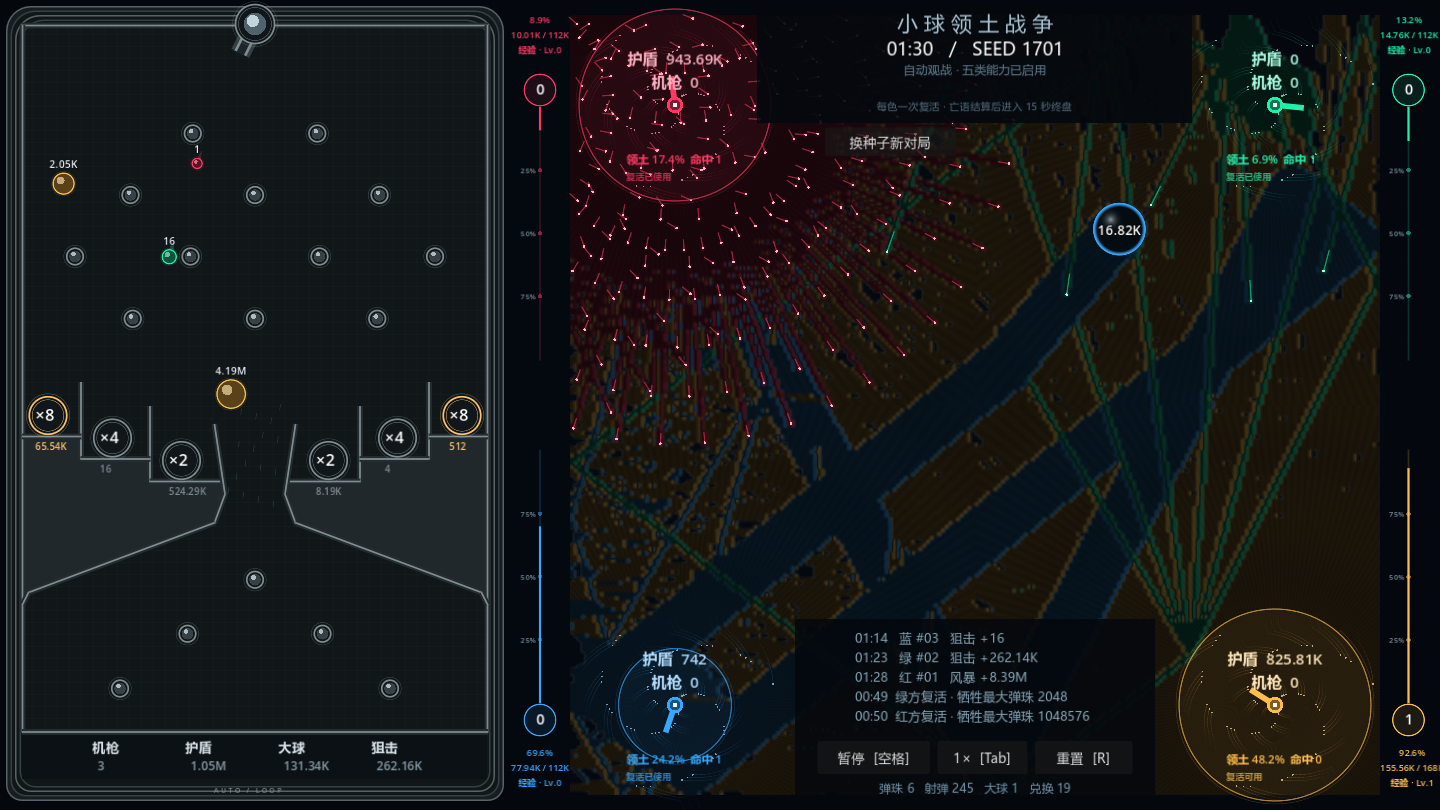 小球领土战争
01:30 / SEED 1701
自动观战 · 五类能力已启用
每色一次复活 · 亡语结算后进入 15 秒终盘
换种子新对局
8.9%
10.01K / 112K
经验 · Lv.0
0
25%
50%
75%
护盾 943.69K
机枪 0
领土 17.4% 命中 1
复活已使用
13.2%
14.76K / 112K
经验 · Lv.0
0
25%
50%
75%
护盾 0
机枪 0
领土 6.9% 命中 1
复活已使用
16.82K
1
2.05K
16
4.19M
×8
65.54K
×4
16
×2
524.29K
×2
8.19K
×4
4
×8
512
机枪 护盾 大球 狙击
3 1.05M 131.34K 262.16K
AUTO / LOOP
75%
50%
25%
0
69.6%
77.94K / 112K
经验 · Lv.0
护盾 742
机枪 0
领土 24.2% 命中 1
复活已使用
01:14 蓝 #03 狙击 +16
01:23 绿 #02 狙击 +262.14K
01:28 红 #01 风暴 +8.39M
00:49 绿方复活 · 牺牲最大弹珠 2048
00:50 红方复活 · 牺牲最大弹珠 1048576
暂停 [空格]
1× [Tab]
重置 [R]
弹珠 6 射弹 245 大球 1 兑换 19
护盾 825.81K
机枪 0
领土 48.2% 命中 0
复活可用
75%
50%
25%
1
92.6%
155.56K / 168
经验 · Lv.1